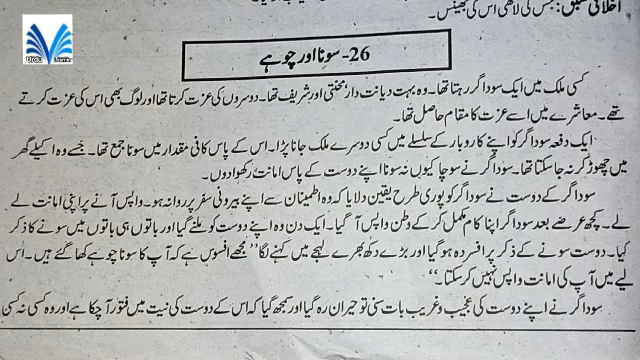 اخلاقی سبق: جس کی لاٹھی اس کی بھینس۔
26- سونا اور چوہے
کسی ملک میں ایک سوداگر رہتا تھا۔ وہ بہت دیانت دار، محنتی اور شریف تھا۔ دوسروں کی عزت کرتا تھا اور لوگ بھی اس کی عزت کرتے
تھے۔ معاشرے میں اسے عزت کا مقام حاصل تھا۔
ایک دفعہ سوداگر کو اپنے کاروبار کے سلسلے میں کسی دوسرے ملک جانا پڑا۔ اس کے پاس کافی مقدار میں سونا جمع تھا۔ جسے وہ اکیلے گھر
میں چھوڑ کر نہ جا سکتا تھا۔ سوداگر نے سوچا کیوں نہ سونا اپنے دوست کے پاس امانت رکھوا دوں۔
سوداگر کے دوست نے سوداگر کو پوری طرح یقین دلایا کہ وہ اطمینان سے اپنے بیرونی سفر پر روانہ ہو۔ واپس آنے پر اپنی امانت لے
لے۔ کچھ عرصے بعد سوداگر اپنا کام مکمل کر کے وطن واپس آ گیا۔ ایک دن وہ اپنے دوست کو ملنے گیا اور باتوں ہی باتوں میں سونے کا ذکر
کیا۔ دوست سونے کے ذکر پر افسردہ ہو گیا اور بڑے دکھ بھرے لہجے میں کہنے لگا ”مجھے افسوس ہے کہ آپ کا سونا چوہے کھا گئے ہیں۔ اس
لیے میں آپ کی امانت واپس نہیں کر سکتا۔“
سوداگر نے اپنے دوست کی عجیب و غریب بات سنی تو حیران رہ گیا اور سمجھ گیا کہ اس کے دوست کی نیت میں فتور آ چکا ہے اور وہ کسی نہ کسی